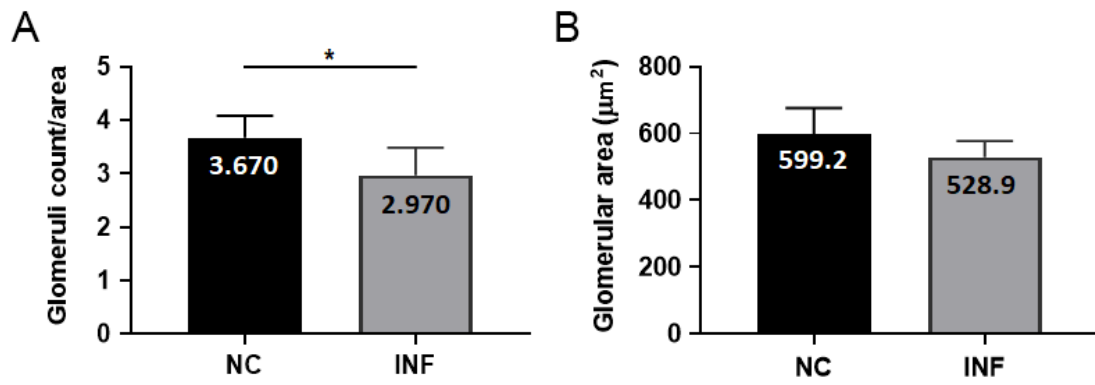 A
Glomeruli count/area
5
4
3
2
1
0
*
3.670
2.970
NC
INF
B
Glomerular area (μm²)
800
600
400
200
0
599.2
528.9
NC
INF